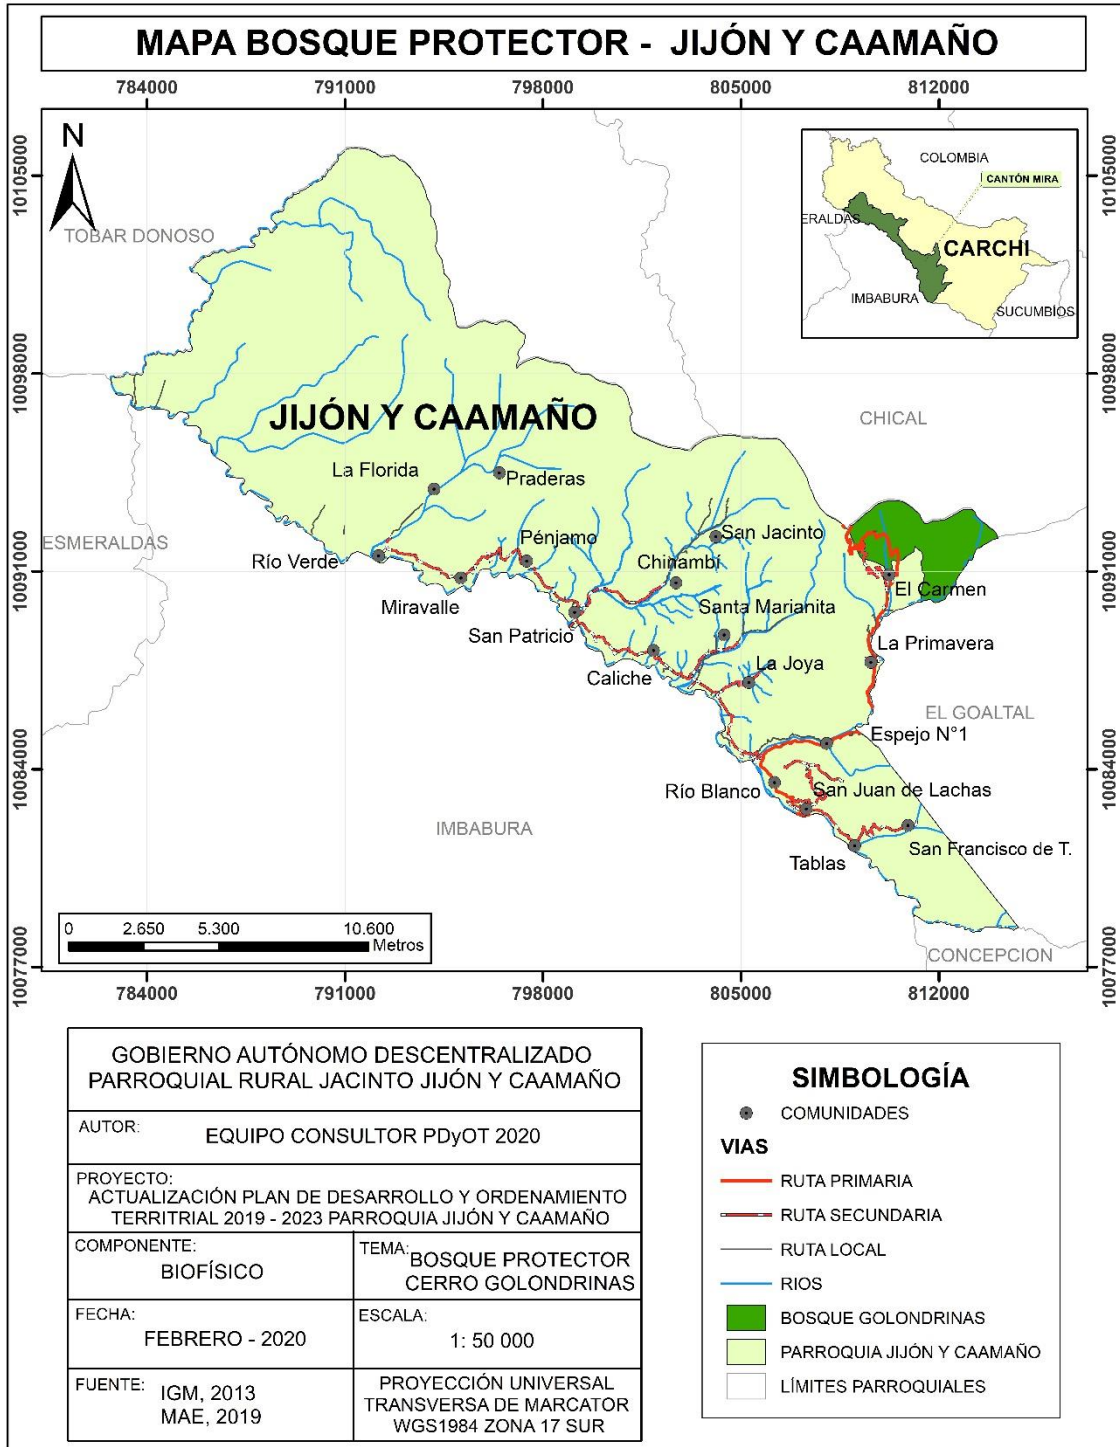 MAPA BOSQUE PROTECTOR - JIJÓN Y CAAMAÑO
784000 791000 798000 805000 812000
N
10105000 10105000
COLOMBIA
CANTÓN MIRA
ERALDAS
CARCHI
IMBABURA
SUCUMBÍOS
TOBAR DONOSO
10098000 10098000
JIJÓN Y CAAMAÑO
CHICAL
La Florida
Praderas
San Jacinto
ESMERALDAS
Pénjamo
Río Verde
Chinambí
10091000 10091000
El Carmen
Miravalle
Santa Marianita
San Patricio
La Primavera
La Joya
Caliche
EL GOALTAL
Espejo N°1
10084000 10084000
Río Blanco
San Juan de Lachas
IMBABURA
San Francisco de T.
Tablas
0 2.650 5.300 10.600
Metros
CONCEPCION
10077000 10077000
784000 791000 798000 805000 812000
GOBIERNO AUTÓNOMO DESCENTRALIZADO
PARROQUIAL RURAL JACINTO JIJÓN Y CAAMAÑO
AUTOR: EQUIPO CONSULTOR PDyOT 2020
PROYECTO:
ACTUALIZACIÓN PLAN DE DESARROLLO Y ORDENAMIENTO
TERRITRIAL 2019 - 2023 PARROQUIA JIJÓN Y CAAMAÑO
COMPONENTE:
BIOFÍSICO
TEMA: BOSQUE PROTECTOR
CERRO GOLONDRINAS
FECHA:
FEBRERO - 2020
ESCALA:
1: 50 000
FUENTE: IGM, 2013
MAE, 2019
PROYECCIÓN UNIVERSAL
TRANSVERSA DE MARCATOR
WGS1984 ZONA 17 SUR
SIMBOLOGÍA
COMUNIDADES
VIAS
RUTA PRIMARIA
RUTA SECUNDARIA
RUTA LOCAL
RIOS
BOSQUE GOLONDRINAS
PARROQUIA JIJÓN Y CAAMAÑO
LÍMITES PARROQUIALES